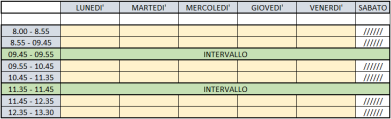 LUNEDI' MARTEDI' MERCOLEDI' GIOVEDI' VENERDI' SABATO
8.00 - 8.55 //////
8.55 - 09.45 //////
09.45 - 09.55 INTERVALLO
09.55 - 10.45 //////
10.45 - 11.35 //////
11.35 - 11.45 INTERVALLO
11.45 - 12.35 //////
12.35 - 13.30 //////